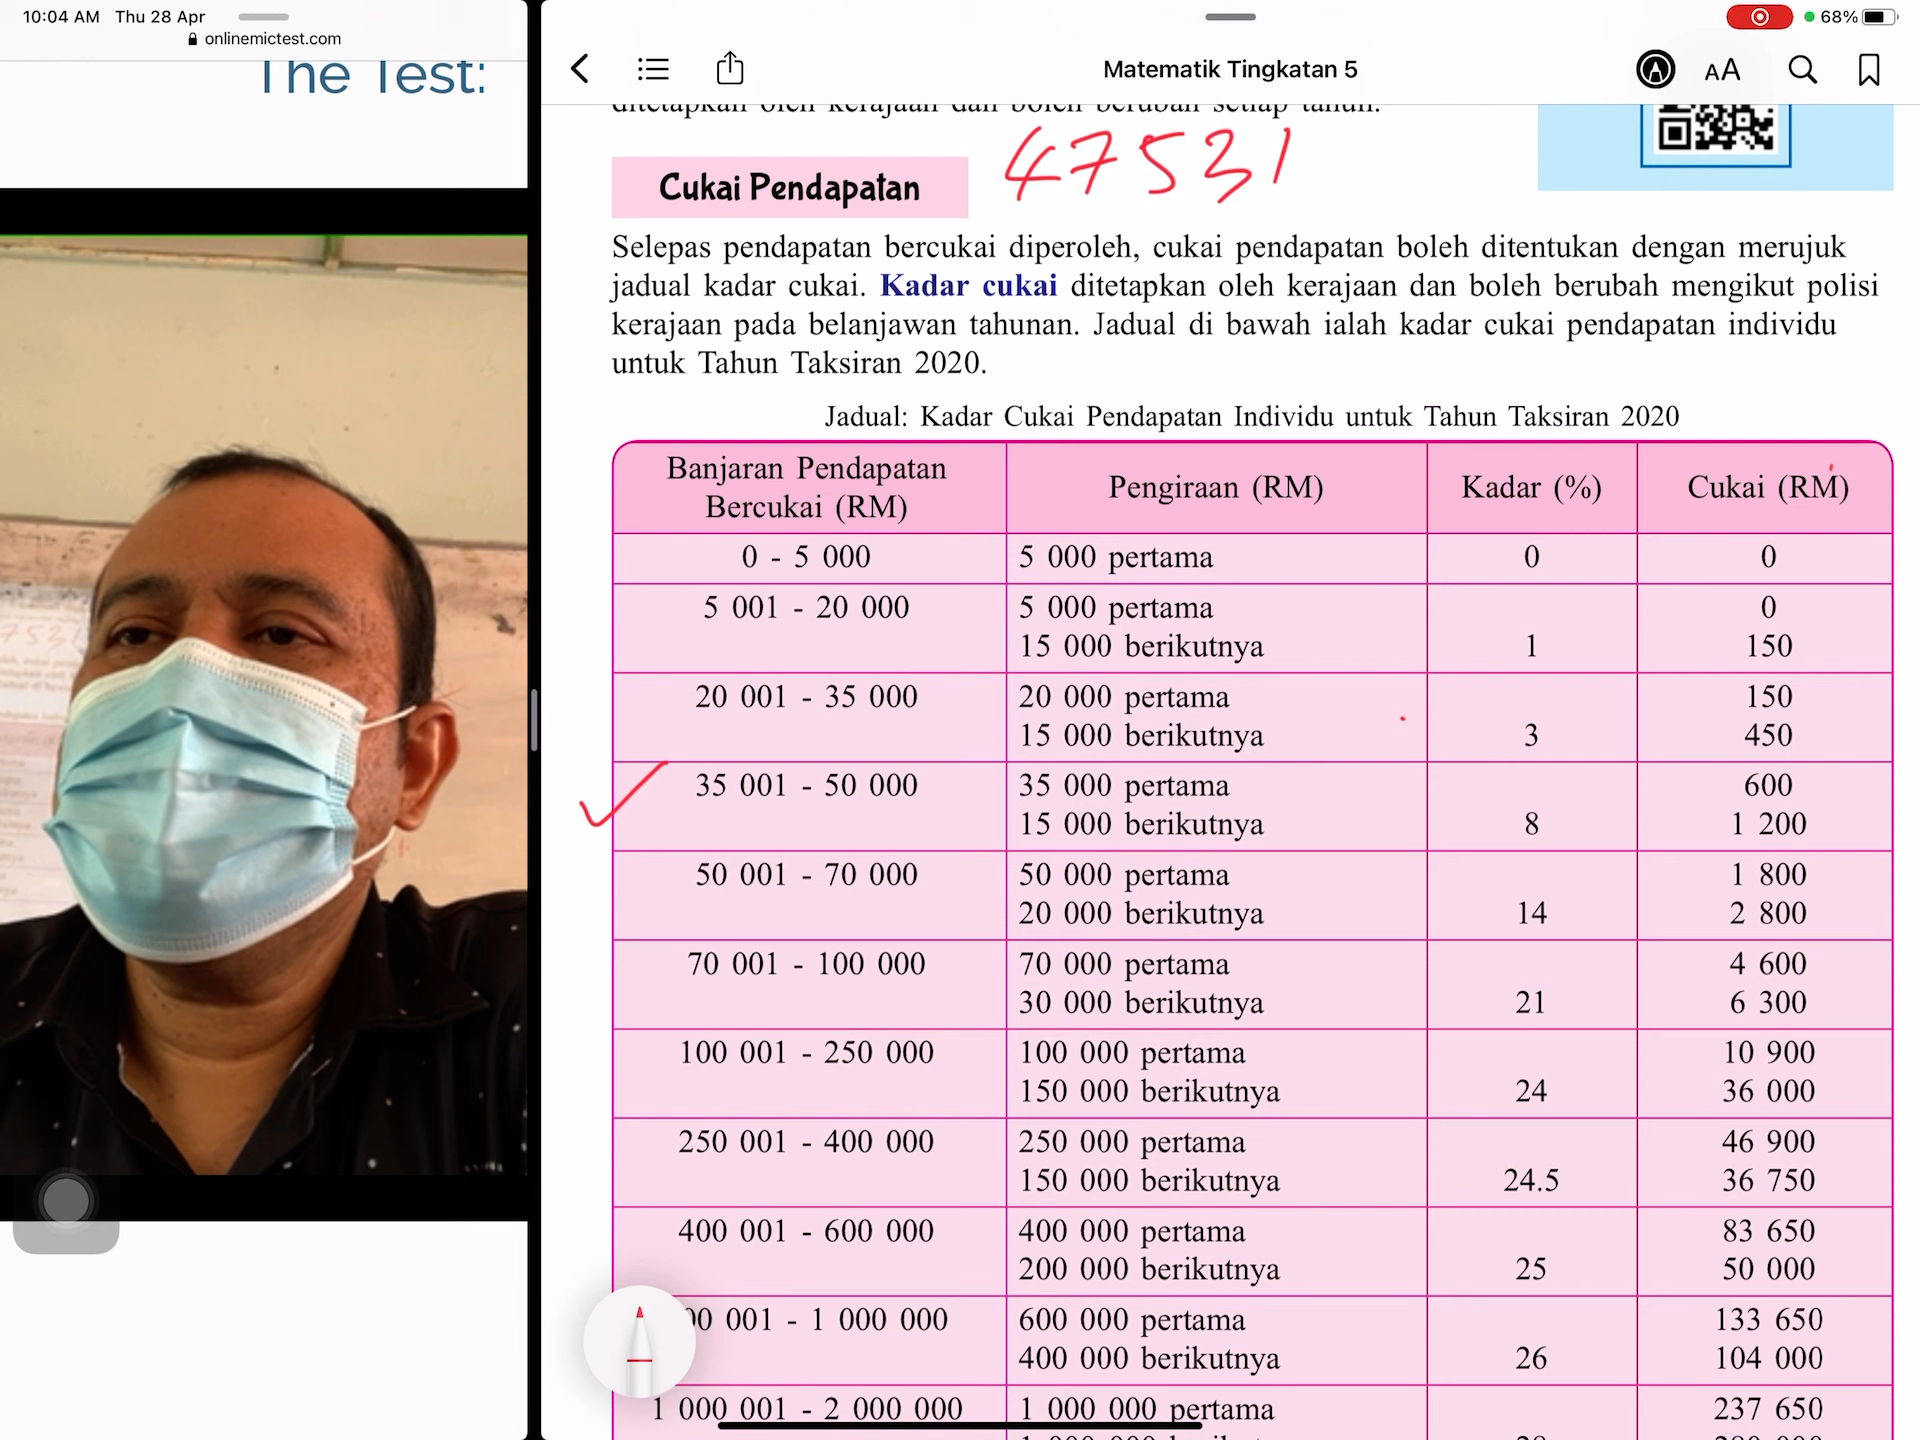 10:04 AM Thu 28 Apr
onlinemictest.com
The Test:
68%
Matematik Tingkatan 5
ditetapkan oleh kerajaan dan boleh berubah setiap tahun.
47531
Cukai Pendapatan
Selepas pendapatan bercukai diperoleh, cukai pendapatan boleh ditentukan dengan merujuk
jadual kadar cukai. Kadar cukai ditetapkan oleh kerajaan dan boleh berubah mengikut polisi
kerajaan pada belanjawan tahunan. Jadual di bawah ialah kadar cukai pendapatan individu
untuk Tahun Taksiran 2020.
Jadual: Kadar Cukai Pendapatan Individu untuk Tahun Taksiran 2020
Banjaran Pendapatan Bercukai (RM) Pengiraan (RM) Kadar (%) Cukai (RM)
0 - 5 000 5 000 pertama 0 0
5 001 - 20 000 5 000 pertama 0
15 000 berikutnya 1 150
20 001 - 35 000 20 000 pertama 150
15 000 berikutnya 3 450
35 001 - 50 000 35 000 pertama 600
15 000 berikutnya 8 1 200
50 001 - 70 000 50 000 pertama 1 800
20 000 berikutnya 14 2 800
70 001 - 100 000 70 000 pertama 4 600
30 000 berikutnya 21 6 300
100 001 - 250 000 100 000 pertama 10 900
150 000 berikutnya 24 36 000
250 001 - 400 000 250 000 pertama 46 900
150 000 berikutnya 24.5 36 750
400 001 - 600 000 400 000 pertama 83 650
200 000 berikutnya 25 50 000
00 001 - 1 000 000 600 000 pertama 133 650
400 000 berikutnya 26 104 000
1 000 001 - 2 000 000 1 000 000 pertama 237 650